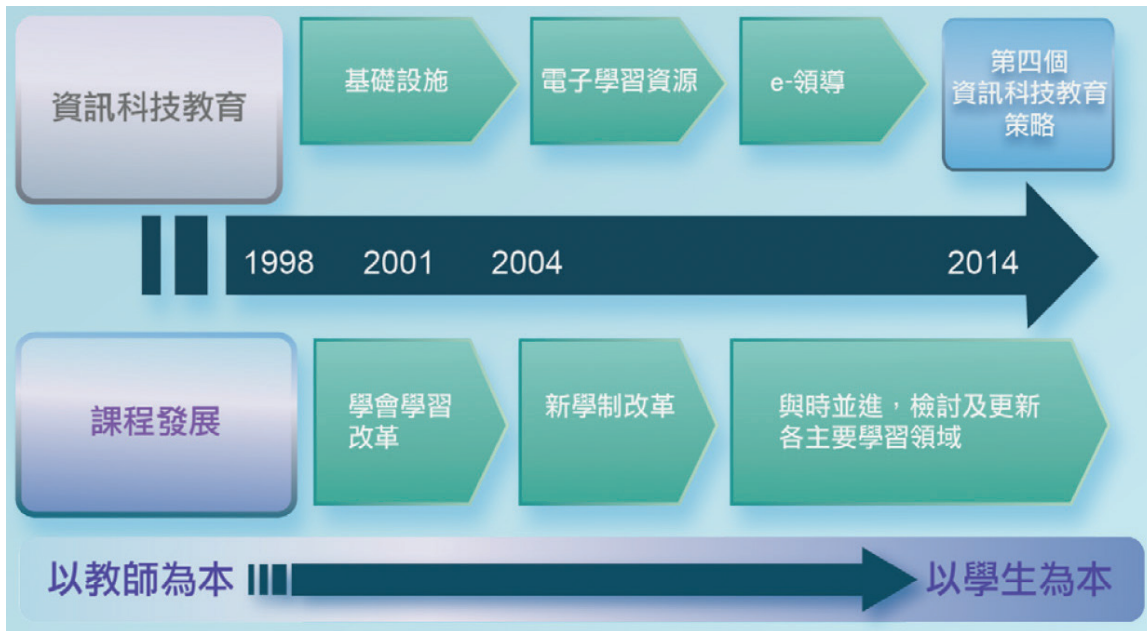 資訊科技教育
基礎設施
電子學習資源
e-領導
第四個
資訊科技教育
策略
1998 2001 2004 2014
課程發展
學會學習
改革
新學制改革
與時並進，檢討及更新
各主要學習領域
以教師為本
以學生為本